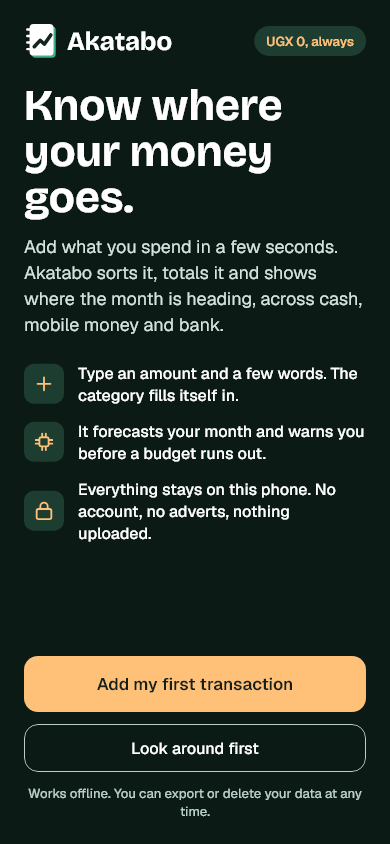 Akatabo
UGX 0, always
Know where
your money
goes.
Add what you spend in a few seconds.
Akatabo sorts it, totals it and shows
where the month is heading, across cash,
mobile money and bank.
Type an amount and a few words. The
category fills itself in.
It forecasts your month and warns you
before a budget runs out.
Everything stays on this phone. No
account, no adverts, nothing
uploaded.
Add my first transaction
Look around first
Works offline. You can export or delete your data at any
time.